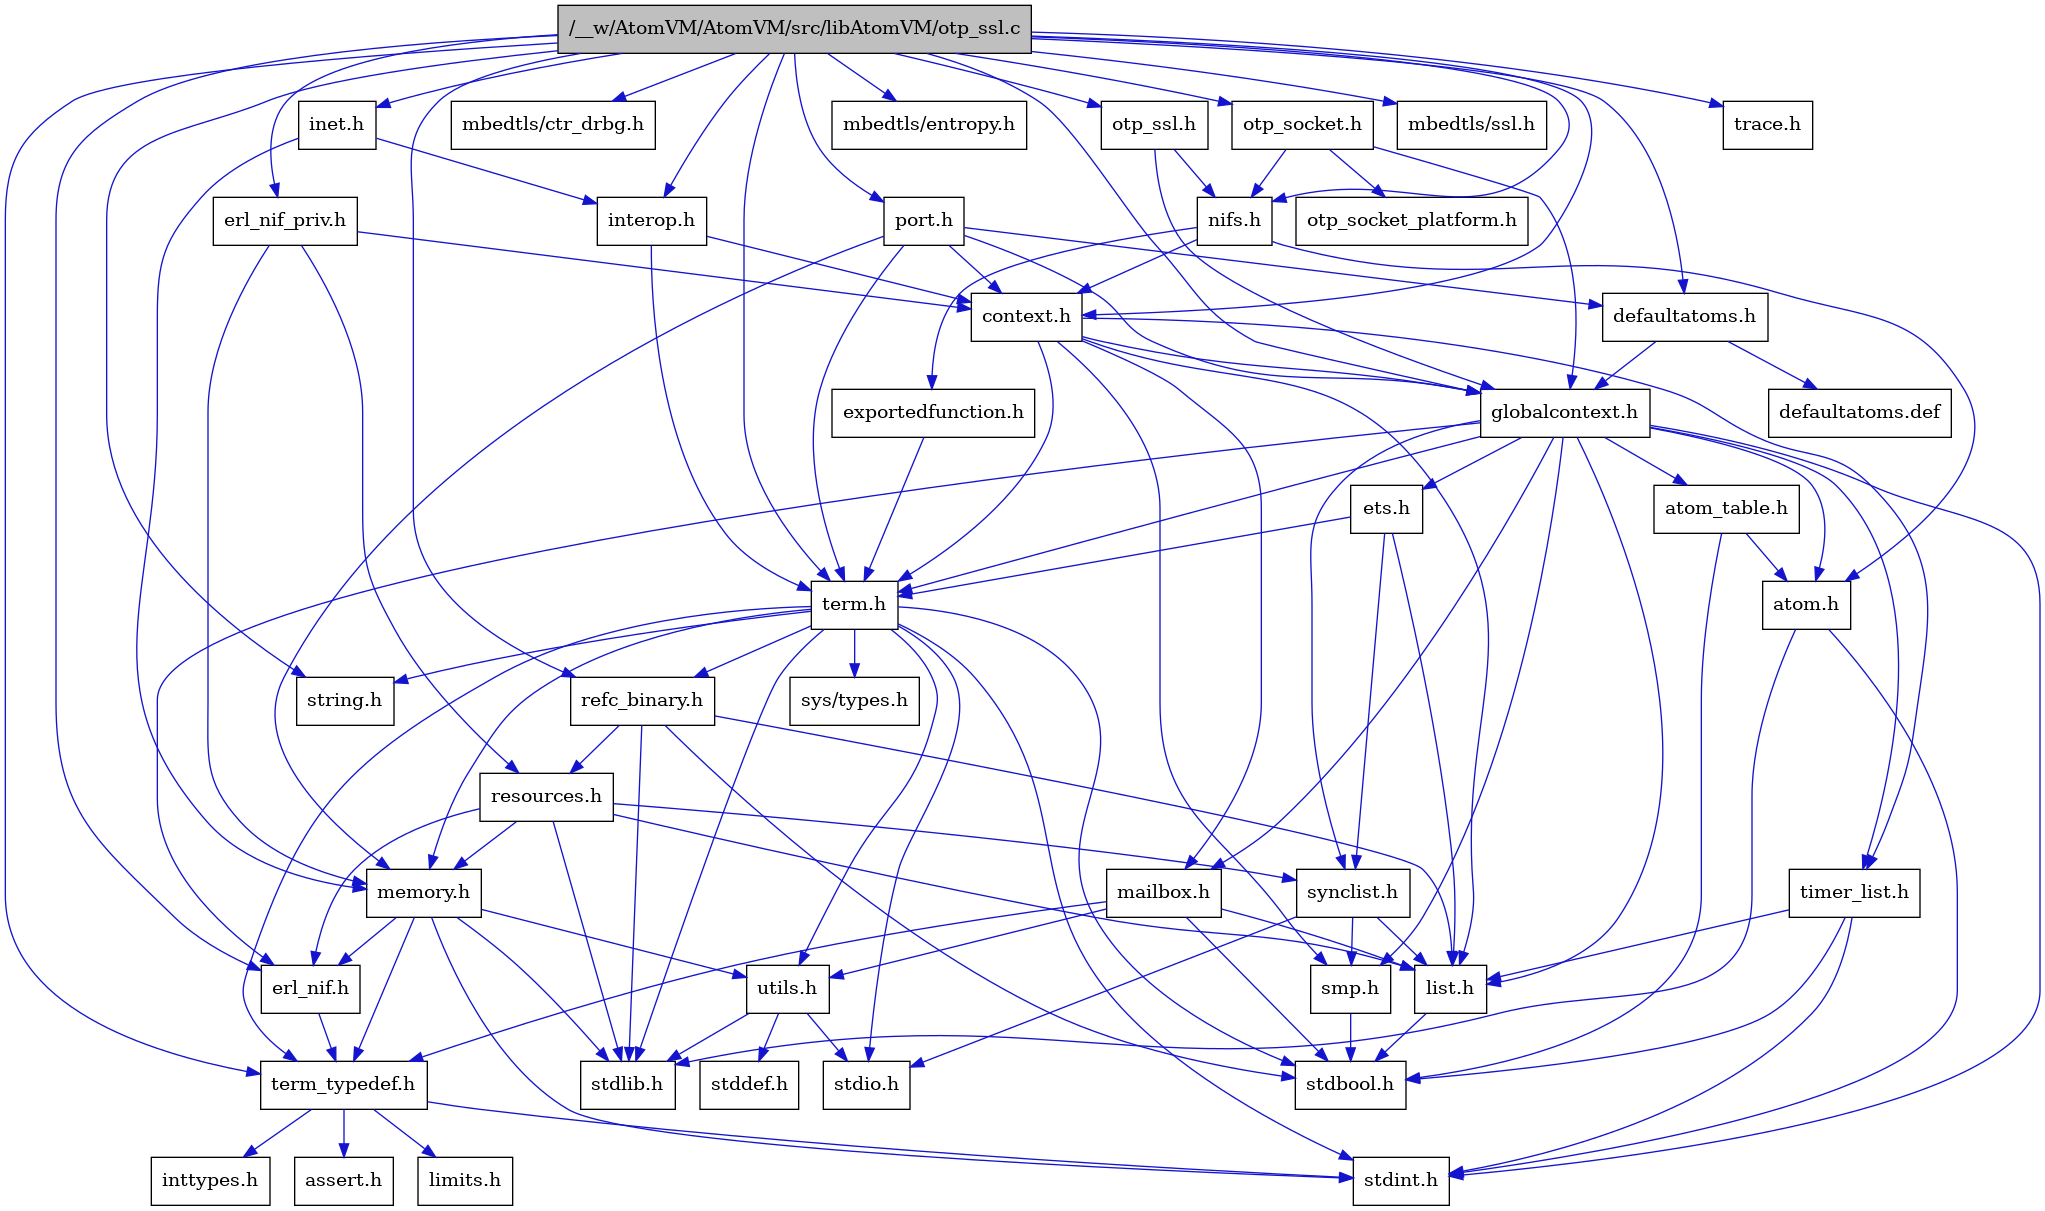 /__w/AtomVM/AtomVM/src/libAtomVM/otp_ssl.c
inet.h
mbedtls/ctr_drbg.h
mbedtls/entropy.h
otp_ssl.h
otp_socket.h
mbedtls/ssl.h
trace.h
erl_nif_priv.h
interop.h
port.h
nifs.h
otp_socket_platform.h
context.h
defaultatoms.h
exportedfunction.h
globalcontext.h
defaultatoms.def
ets.h
atom_table.h
term.h
atom.h
string.h
refc_binary.h
sys/types.h
resources.h
memory.h
mailbox.h
synclist.h
timer_list.h
erl_nif.h
utils.h
smp.h
list.h
term_typedef.h
stdlib.h
stddef.h
stdio.h
stdbool.h
inttypes.h
assert.h
limits.h
stdint.h